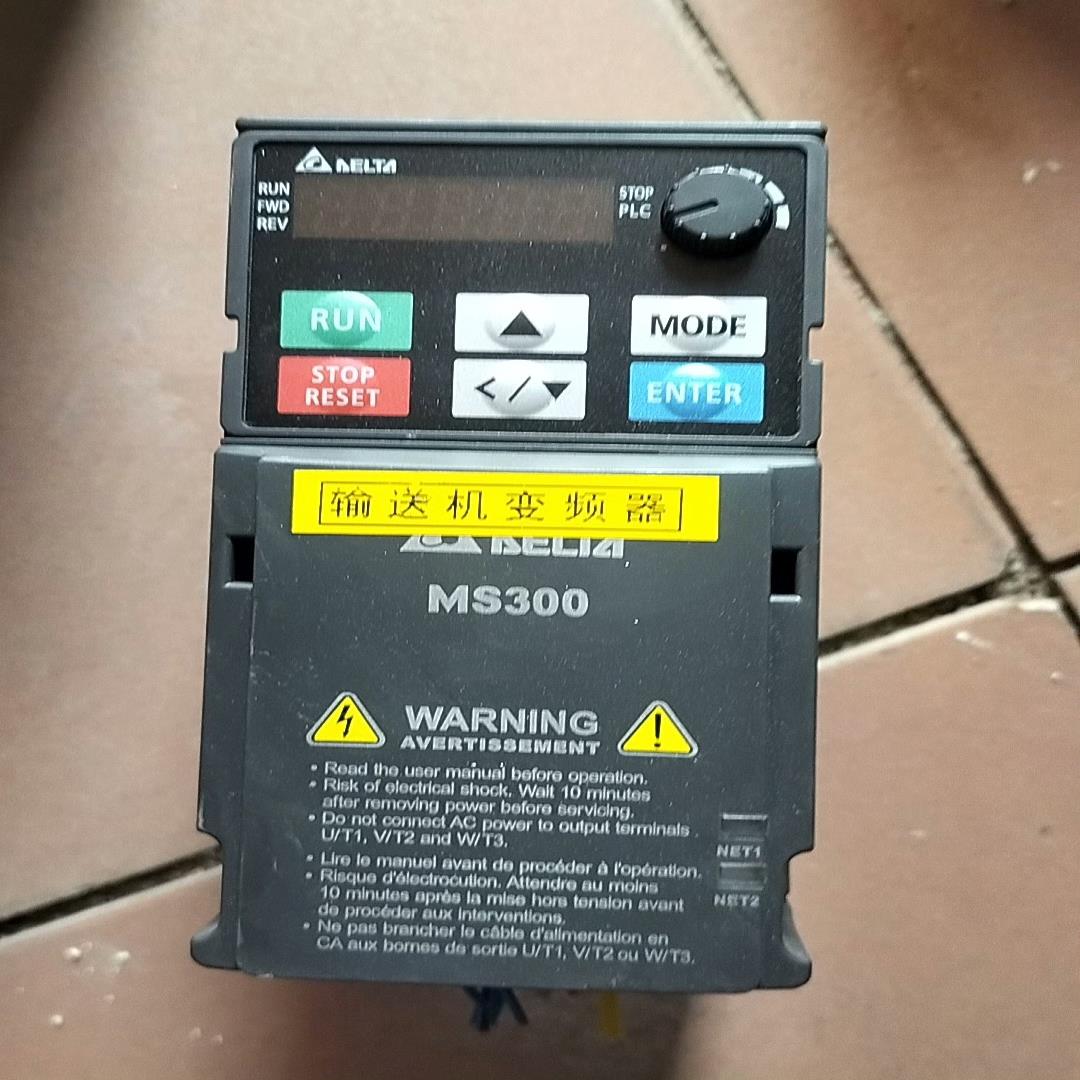 DELTA
RUN
FWD
REV
STOP
PLC
RUN
MODE
STOP
RESET
< /
ENTER
输送机变频器
DELTA
MS300
WARNING
AVERTISSEMENT
• Read the user manual before operation.
• Risk of electrical shock. Wait 10 minutes
after removing power before servicing.
• Do not connect AC power to output terminals
U/T1, V/T2 and W/T3.
• Lire le manuel avant de procéder à l'opération.
• Risque d'électrocution. Attendre au moins
10 minutes après la mise hors tension avant
de procéder aux interventions.
• Ne pas brancher le câble d'alimentation en
CA aux bornes de sortie U/T1, V/T2 ou W/T3.
NET1
NET2